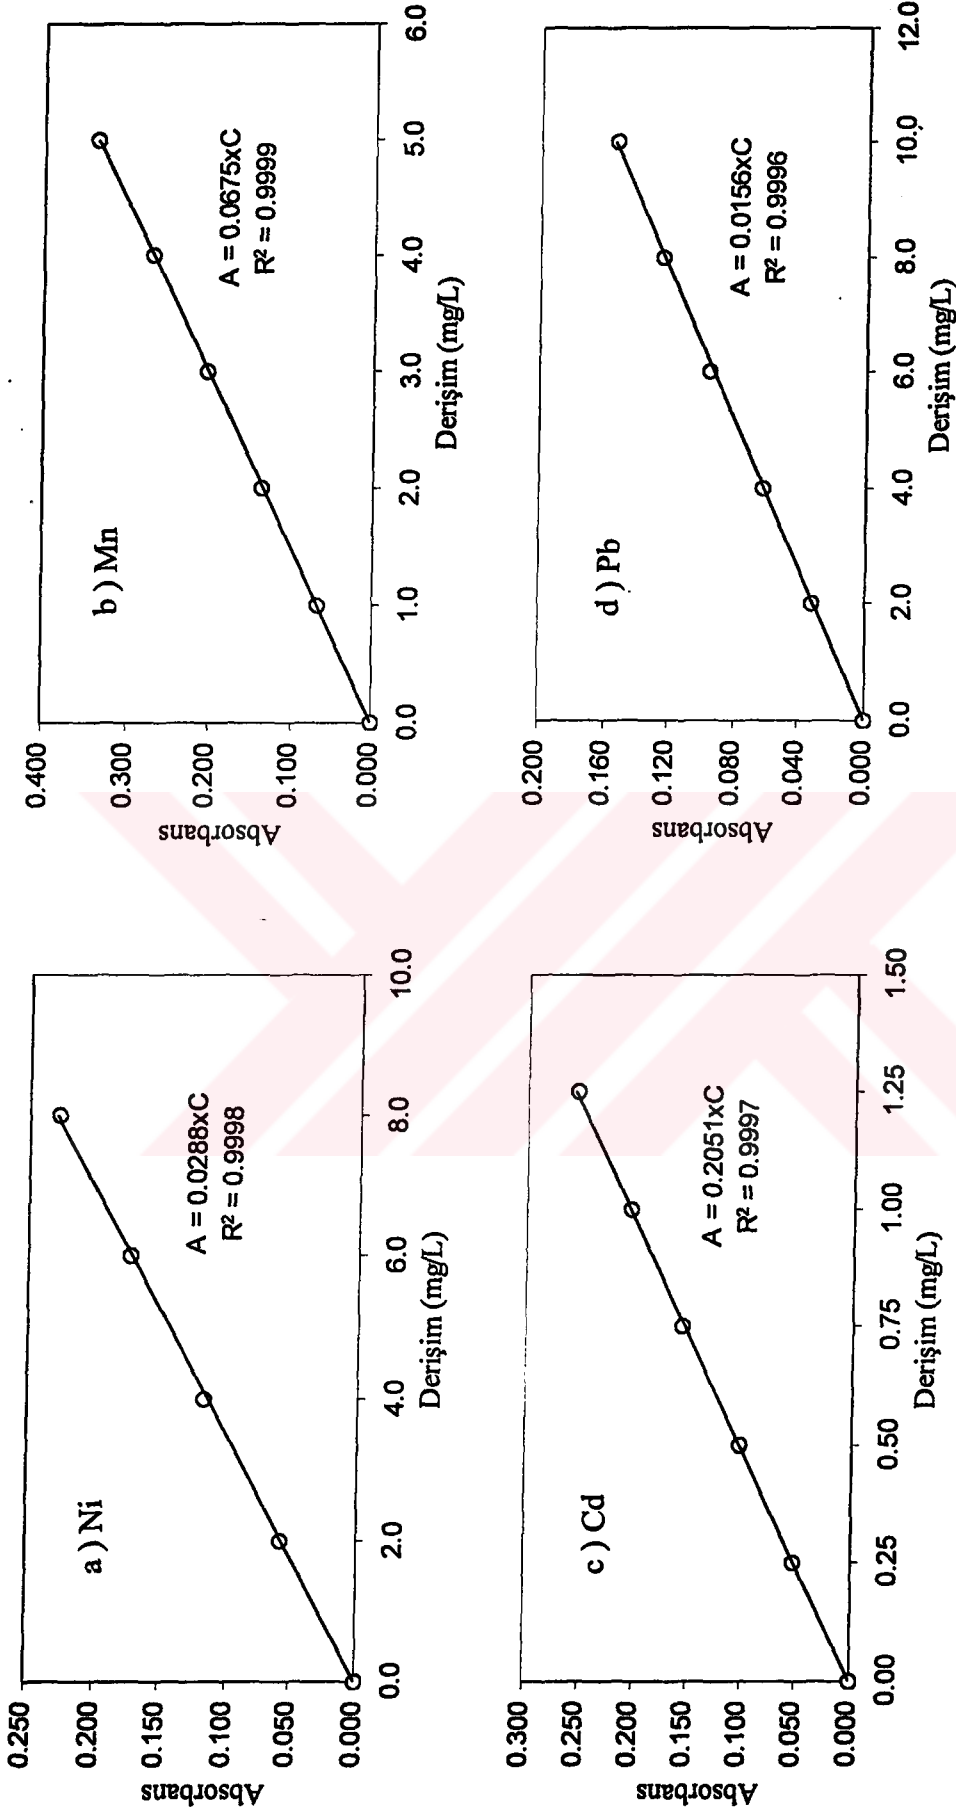 a ) Ni
0.250
0.200
0.150
0.100
0.050
0.000
Absorbans
A = 0.0288xC
R² = 0.9998
0.0 2.0 4.0 6.0 8.0 10.0
Derişim (mg/L)
b ) Mn
0.400
0.300
0.200
0.100
0.000
Absorbans
A = 0.0675xC
R² = 0.9999
0.0 1.0 2.0 3.0 4.0 5.0 6.0
Derişim (mg/L)
c ) Cd
0.300
0.250
0.200
0.150
0.100
0.050
0.000
Absorbans
A = 0.2051xC
R² = 0.9997
0.00 0.25 0.50 0.75 1.00 1.25 1.50
Derişim (mg/L)
d ) Pb
0.200
0.160
0.120
0.080
0.040
0.000
Absorbans
A = 0.0156xC
R² = 0.9996
0.0 2.0 4.0 6.0 8.0 10.0 12.0
Derişim (mg/L)